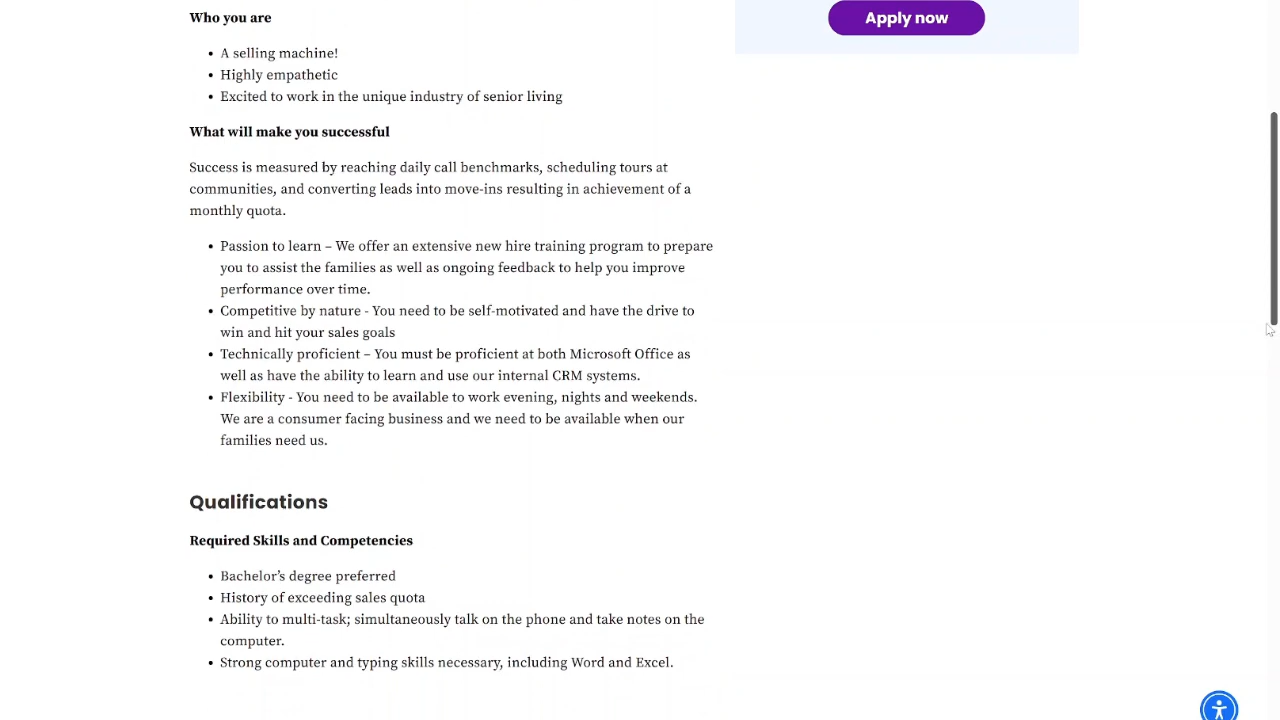 Who you are
Apply now
• A selling machine!
• Highly empathetic
• Excited to work in the unique industry of senior living
What will make you successful
Success is measured by reaching daily call benchmarks, scheduling tours at
communities, and converting leads into move-ins resulting in achievement of a
monthly quota.
• Passion to learn – We offer an extensive new hire training program to prepare
you to assist the families as well as ongoing feedback to help you improve
performance over time.
• Competitive by nature - You need to be self-motivated and have the drive to
win and hit your sales goals
• Technically proficient – You must be proficient at both Microsoft Office as
well as have the ability to learn and use our internal CRM systems.
• Flexibility - You need to be available to work evening, nights and weekends.
We are a consumer facing business and we need to be available when our
families need us.
Qualifications
Required Skills and Competencies
• Bachelor’s degree preferred
• History of exceeding sales quota
• Ability to multi-task; simultaneously talk on the phone and take notes on the
computer.
• Strong computer and typing skills necessary, including Word and Excel.